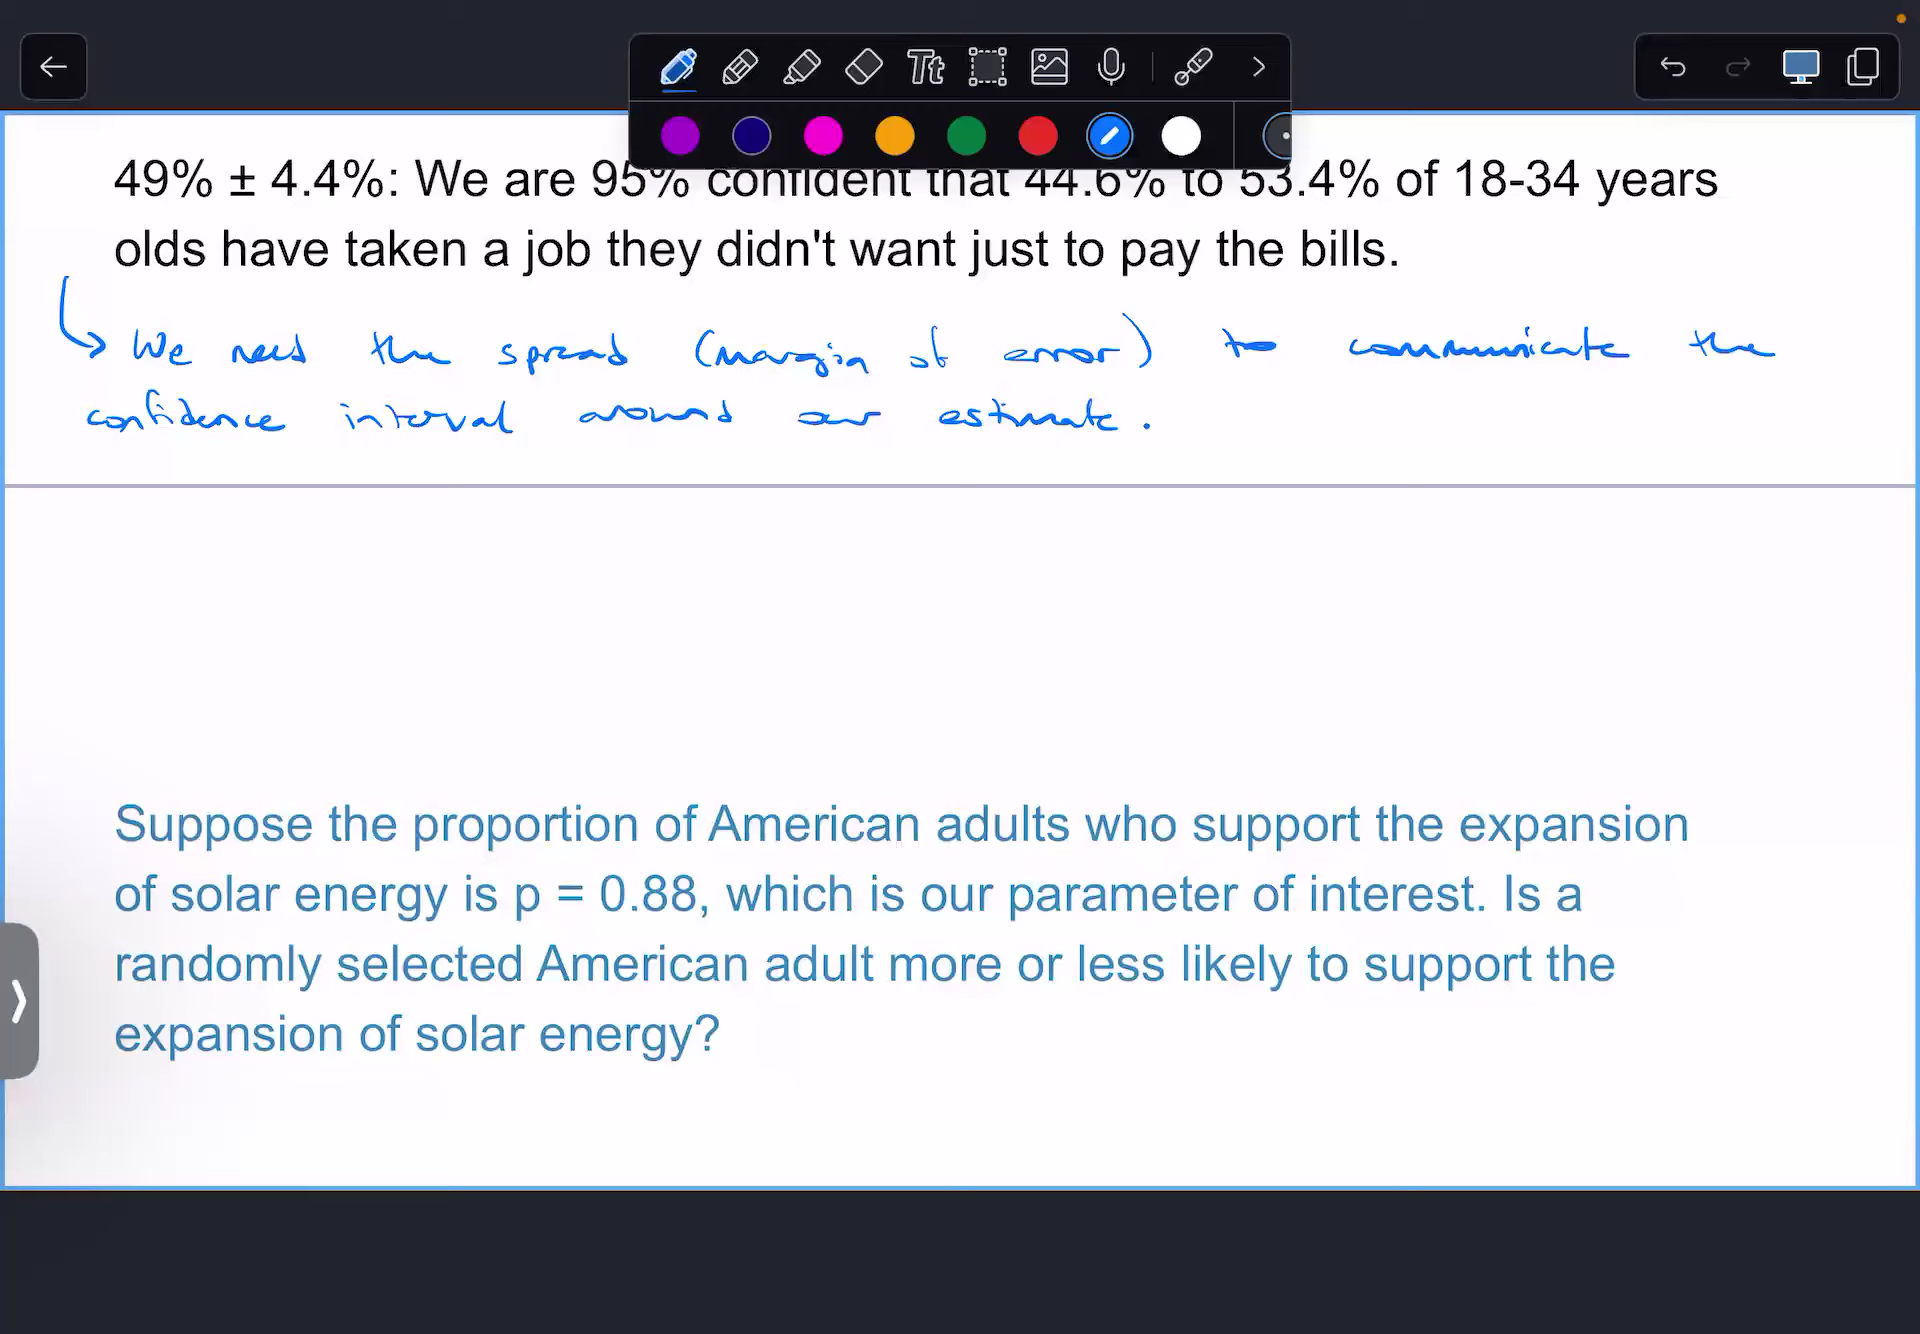 Tt
49% ± 4.4%: We are 95% confident that 44.6% to 53.4% of 18-34 years
olds have taken a job they didn't want just to pay the bills.
We need the spread (margin of error) to communicate the
confidence interval around our estimate.
Suppose the proportion of American adults who support the expansion
of solar energy is p = 0.88, which is our parameter of interest. Is a
randomly selected American adult more or less likely to support the
expansion of solar energy?